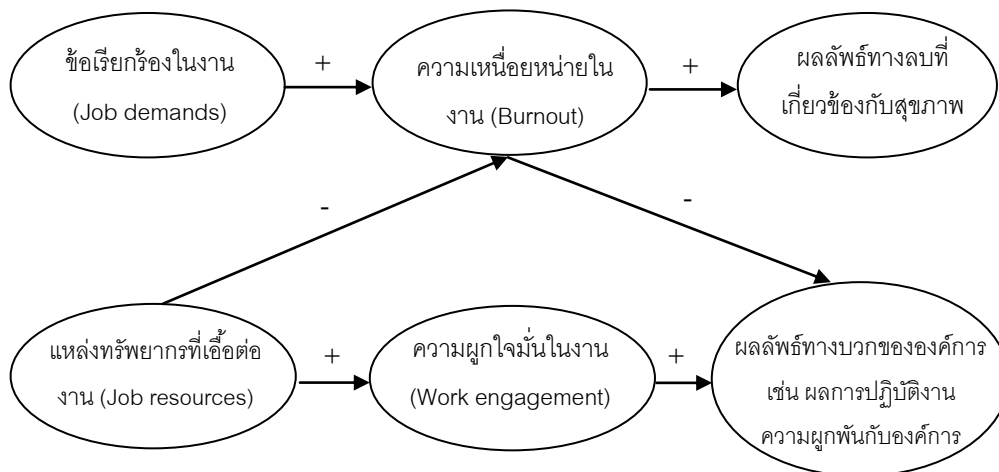 ข้อเรียกร้องในงาน
(Job demands)
+
ความเหนื่อยหน่ายใน
งาน (Burnout)
+
ผลลัพธ์ทางลบที่
เกี่ยวข้องกับสุขภาพ
-
-
แหล่งทรัพยากรที่เอื้อต่อ
งาน (Job resources)
+
ความผูกใจมั่นในงาน
(Work engagement)
+
ผลลัพธ์ทางบวกขององค์การ
เช่น ผลการปฏิบัติงาน
ความผูกพันกับองค์การ